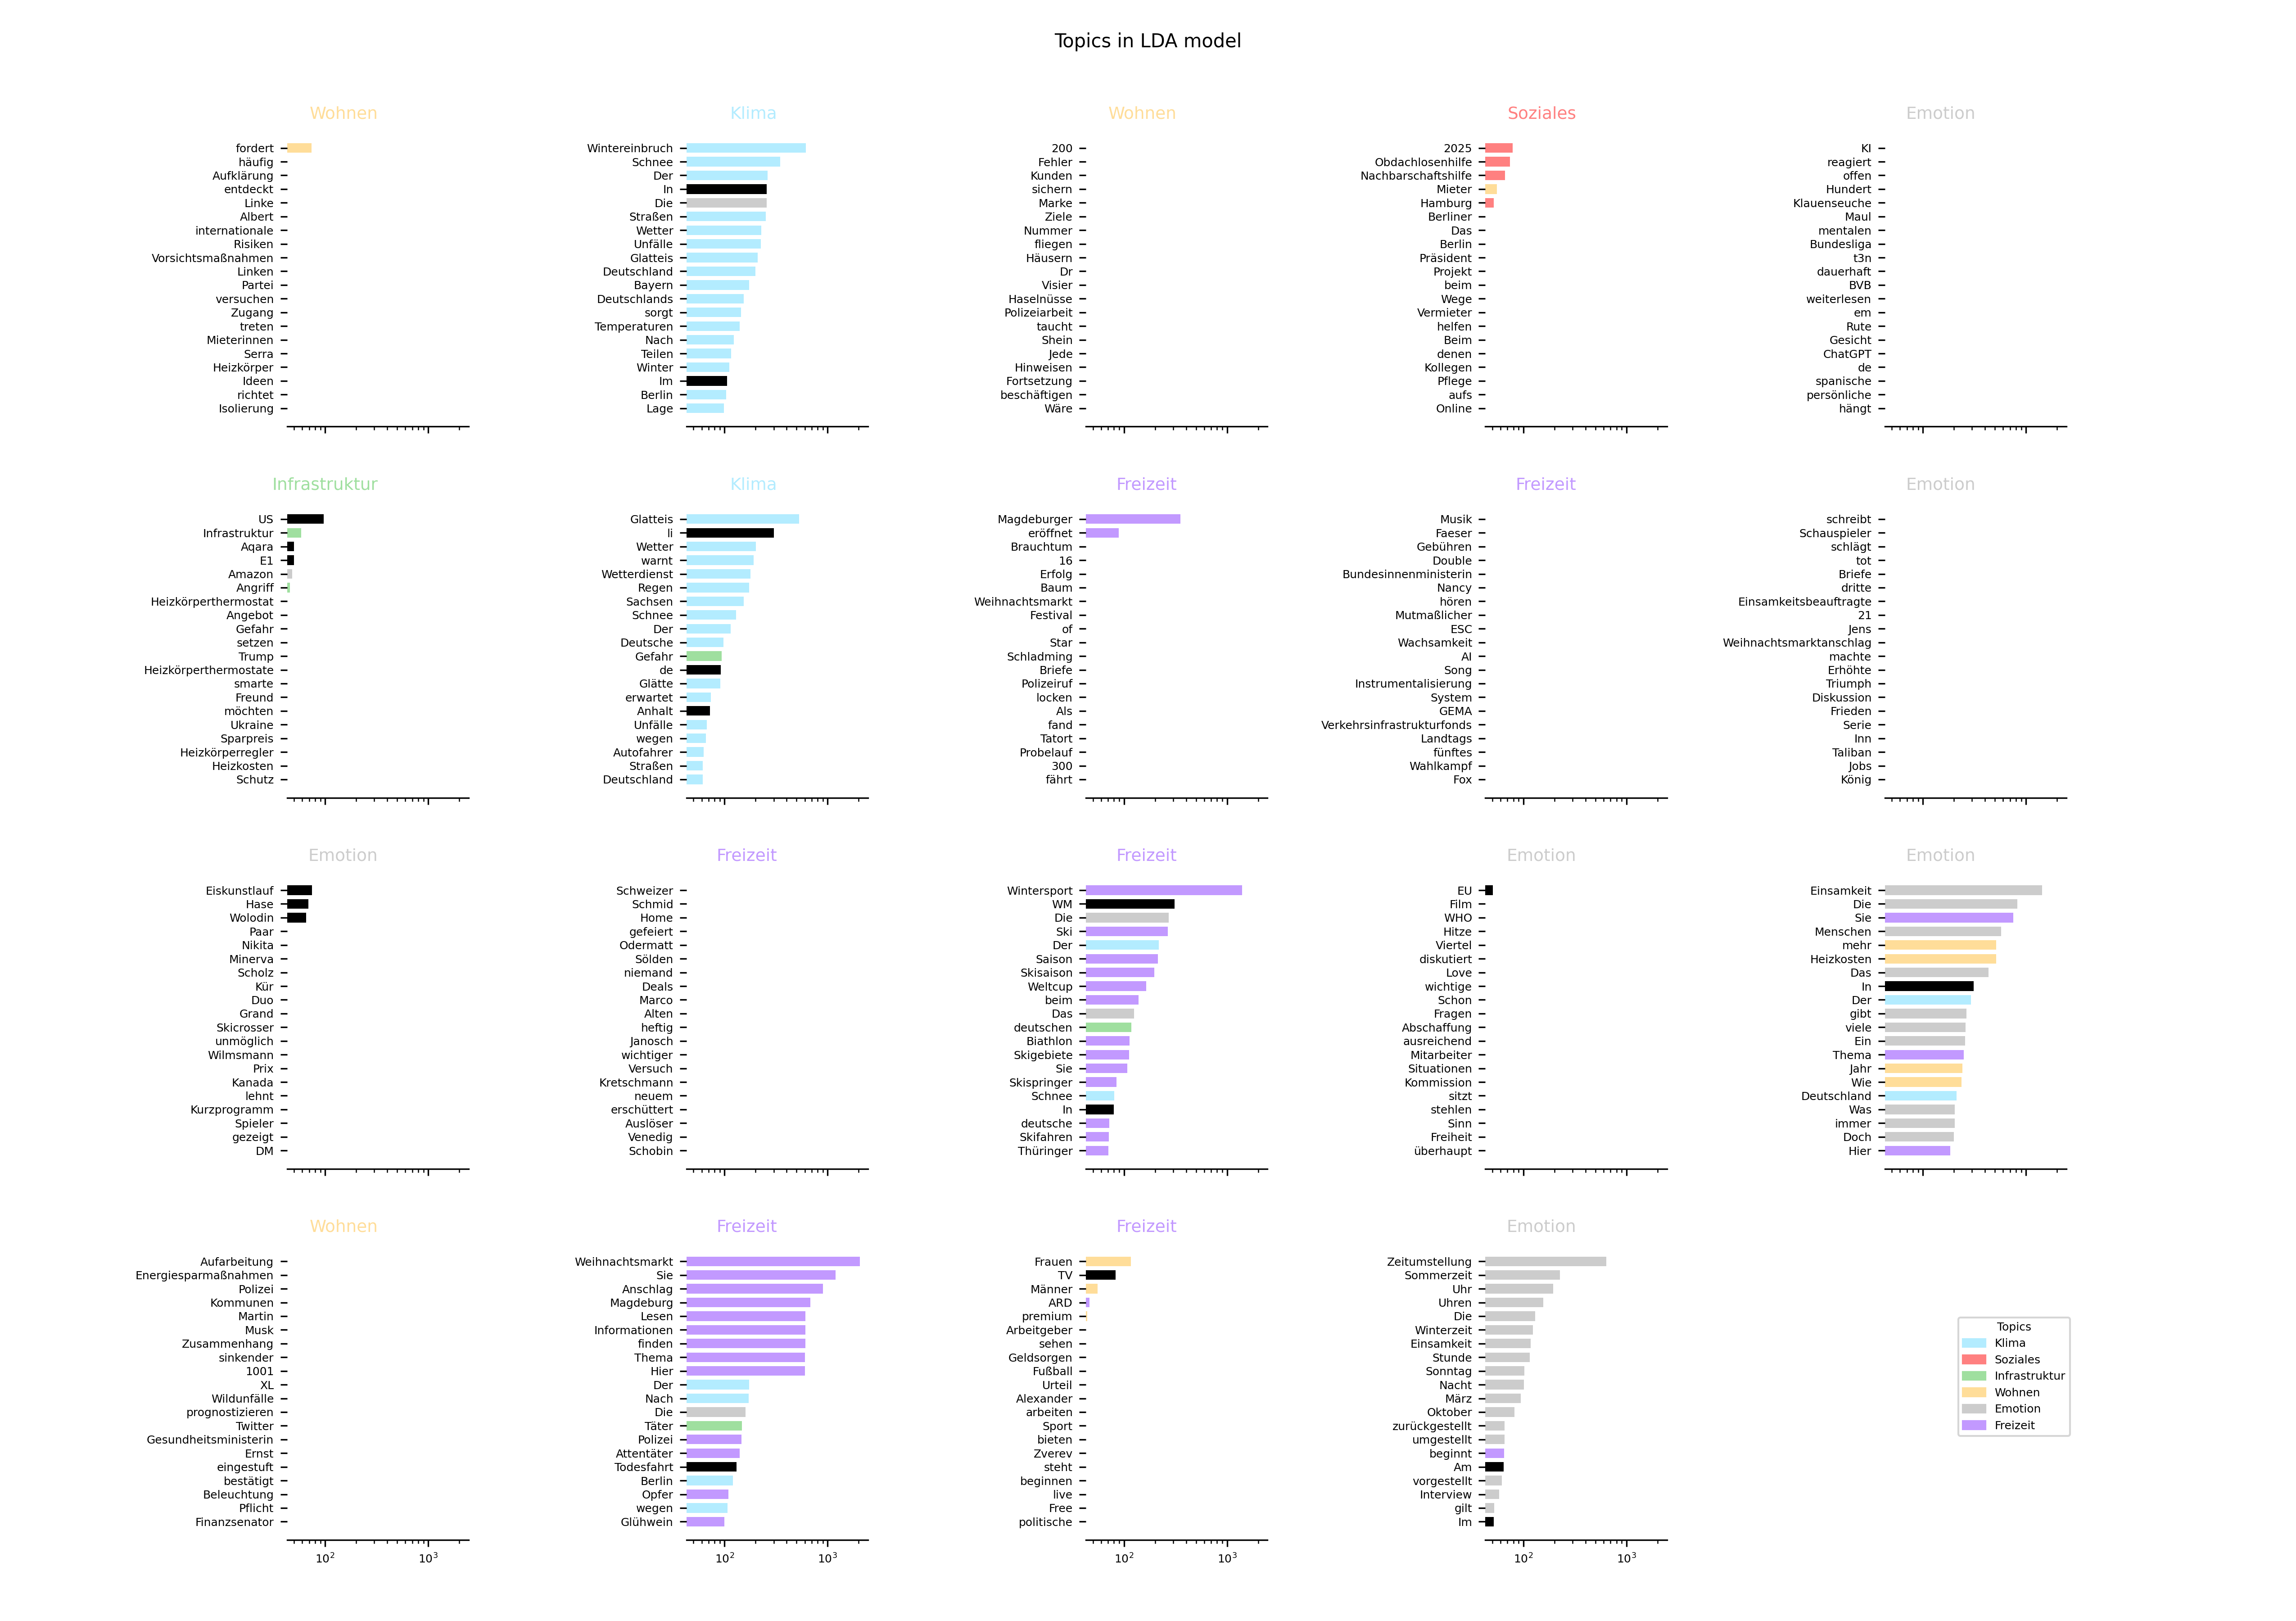 Topics in LDA model
Wohnen
fordert
häufig
Aufklärung
entdeckt
Linke
Albert
internationale
Risiken
Vorsichtsmaßnahmen
Linken
Partei
versuchen
Zugang
treten
Mieterinnen
Serra
Heizkörper
Ideen
richtet
Isolierung
Klima
Wintereinbruch
Schnee
Der
In
Die
Straßen
Wetter
Unfälle
Glatteis
Deutschland
Bayern
Deutschlands
sorgt
Temperaturen
Nach
Teilen
Winter
Im
Berlin
Lage
Wohnen
200
Fehler
Kunden
sichern
Marke
Ziele
Nummer
fliegen
Häusern
Dr
Visier
Haselnüsse
Polizeiarbeit
taucht
Shein
Jede
Hinweisen
Fortsetzung
beschäftigen
Wäre
Soziales
2025
Obdachlosenhilfe
Nachbarschaftshilfe
Mieter
Hamburg
Berliner
Das
Berlin
Präsident
Projekt
beim
Wege
Vermieter
helfen
Beim
denen
Kollegen
Pflege
aufs
Online
Emotion
KI
reagiert
offen
Hundert
Klauenseuche
Maul
mentalen
Bundesliga
t3n
dauerhaft
BVB
weiterlesen
em
Rute
Gesicht
ChatGPT
de
spanische
persönliche
hängt
Infrastruktur
US
Infrastruktur
Aqara
E1
Amazon
Angriff
Heizkörperthermostat
Angebot
Gefahr
setzen
Trump
Heizkörperthermostate
smarte
Freund
möchten
Ukraine
Sparpreis
Heizkörperregler
Heizkosten
Schutz
Klima
Glatteis
li
Wetter
warnt
Wetterdienst
Regen
Sachsen
Schnee
Der
Deutsche
Gefahr
de
Glätte
erwartet
Anhalt
Unfälle
wegen
Autofahrer
Straßen
Deutschland
Freizeit
Magdeburger
eröffnet
Brauchtum
16
Erfolg
Baum
Weihnachtsmarkt
Festival
of
Star
Schladming
Briefe
Polizeiruf
locken
Als
fand
Tatort
Probelauf
300
fährt
Freizeit
Musik
Faeser
Gebühren
Double
Bundesinnenministerin
Nancy
hören
Mutmaßlicher
ESC
Wachsamkeit
AI
Song
Instrumentalisierung
System
GEMA
Verkehrsinfrastrukturfonds
Landtags
fünftes
Wahlkampf
Fox
Emotion
schreibt
Schauspieler
schlägt
tot
Briefe
dritte
Einsamkeitsbeauftragte
21
Jens
Weihnachtsmarktanschlag
machte
Erhöhte
Triumph
Diskussion
Frieden
Serie
Inn
Taliban
Jobs
König
Emotion
Eiskunstlauf
Hase
Wolodin
Paar
Nikita
Minerva
Scholz
Kür
Duo
Grand
Skicrosser
unmöglich
Wilmsmann
Prix
Kanada
lehnt
Kurzprogramm
Spieler
gezeigt
DM
Freizeit
Schweizer
Schmid
Home
gefeiert
Odermatt
Sölden
niemand
Deals
Marco
Alten
heftig
Janosch
wichtiger
Versuch
Kretschmann
neuem
erschüttert
Auslöser
Venedig
Schobin
Freizeit
Wintersport
WM
Die
Ski
Der
Saison
Skisaison
Weltcup
beim
Das
deutschen
Biathlon
Skigebiete
Sie
Skispringer
Schnee
In
deutsche
Skifahren
Thüringer
Emotion
EU
Film
WHO
Hitze
Viertel
diskutiert
Love
wichtige
Schon
Fragen
Abschaffung
ausreichend
Mitarbeiter
Situationen
Kommission
sitzt
stehlen
Sinn
Freiheit
überhaupt
Emotion
Einsamkeit
Die
Sie
Menschen
mehr
Heizkosten
Das
In
Der
gibt
viele
Ein
Thema
Jahr
Wie
Deutschland
Was
immer
Doch
Hier
Wohnen
Aufarbeitung
Energiesparmaßnahmen
Polizei
Kommunen
Martin
Musk
Zusammenhang
sinkender
1001
XL
Wildunfälle
prognostizieren
Twitter
Gesundheitsministerin
Ernst
eingestuft
bestätigt
Beleuchtung
Pflicht
Finanzsenator
10² 10³
Freizeit
Weihnachtsmarkt
Sie
Anschlag
Magdeburg
Lesen
Informationen
finden
Thema
Hier
Der
Nach
Die
Täter
Polizei
Attentäter
Todesfahrt
Berlin
Opfer
wegen
Glühwein
10² 10³
Freizeit
Frauen
TV
Männer
ARD
premium
Arbeitgeber
sehen
Geldsorgen
Fußball
Urteil
Alexander
arbeiten
Sport
bieten
Zverev
steht
beginnen
live
Free
politische
10² 10³
Emotion
Zeitumstellung
Sommerzeit
Uhr
Uhren
Die
Winterzeit
Einsamkeit
Stunde
Sonntag
Nacht
März
Oktober
zurückgestellt
umgestellt
beginnt
Am
vorgestellt
Interview
gilt
Im
10² 10³
Topics
Klima
Soziales
Infrastruktur
Wohnen
Emotion
Freizeit